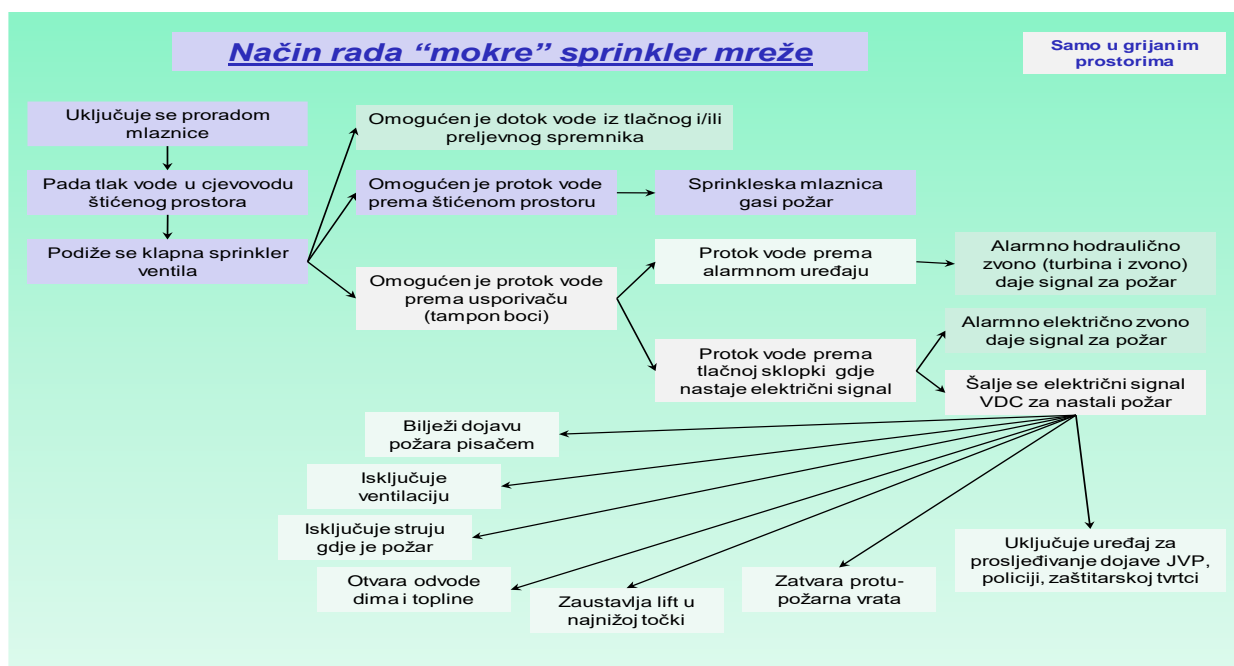 Način rada “mokre” sprinkler mreže
Samo u grijanim
prostorima
Uključuje se proradom
mlaznice
Omogućen je dotok vode iz tlačnog i/ili
preljevnog spremnika
Pada tlak vode u cjevovodu
štićenog prostora
Omogućen je protok vode
prema štićenom prostoru
Sprinkleska mlaznica
gasi požar
Podiže se klapna sprinkler
ventila
Omogućen je protok vode
prema usporivaču
(tampon boci)
Protok vode prema
alarmnom uređaju
Alarmno hodraulično
zvono (turbina i zvono)
daje signal za požar
Alarmno električno zvono
daje signal za požar
Protok vode prema
tlačnoj sklopki gdje
nastaje električni signal
Šalje se električni signal
VDC za nastali požar
Bilježi dojavu
požara pisačem
Isključuje
ventilaciju
Isključuje struju
gdje je požar
Otvara odvode
dima i topline
Zaustavlja lift u
najnižoj točki
Zatvara protu-
požarna vrata
Uključuje uređaj za
prosljeđivanje dojave JVP,
policiji, zaštitarskoj tvrtci